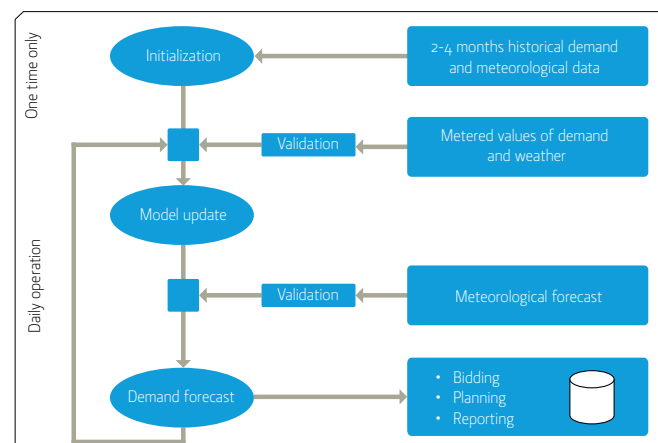 One time only
Initialization
2-4 months historical demand
and meteorological data
Validation
Metered values of demand
and weather
Model update
Daily operation
Validation
Meteorological forecast
Demand forecast
• Bidding
• Planning
• Reporting